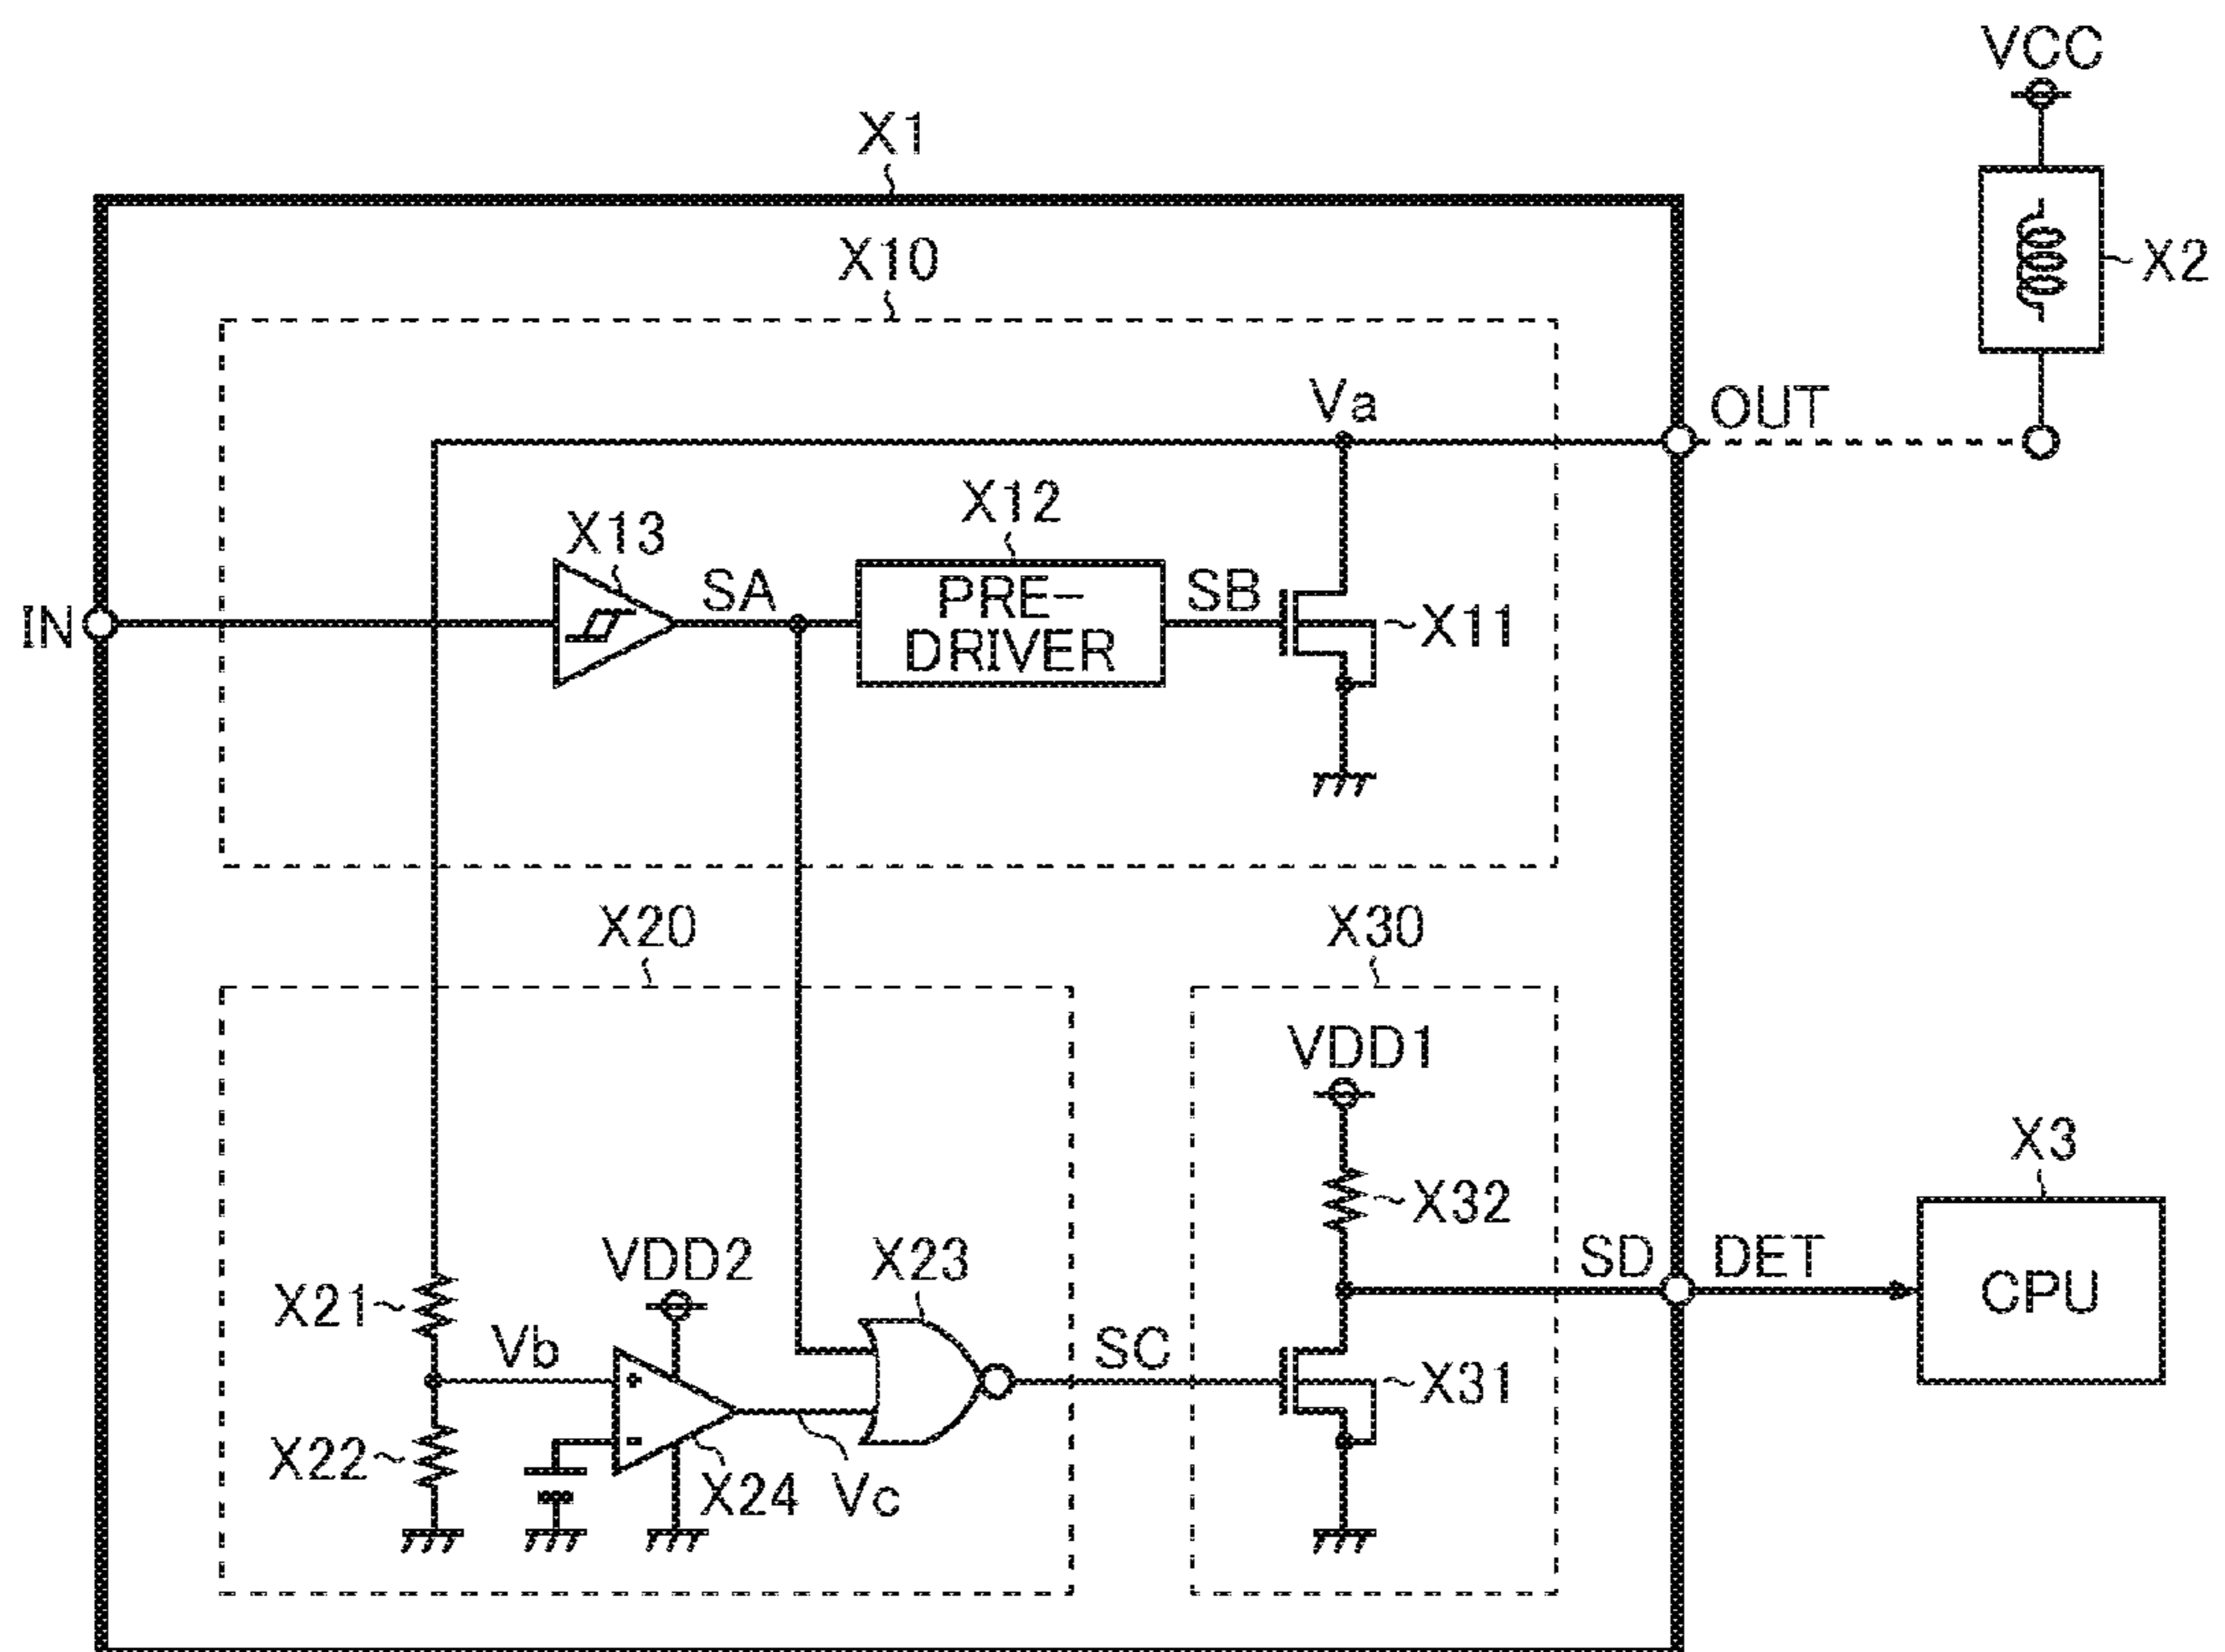 VCC
X1
X10
X2
Va
OUT
X12
X13
SA
PRE-
DRIVER
SB
X11
IN
X20
X30
VDD1
X3
X32
VDD2
X23
SD
DET
CPU
X21
Vb
SC
X31
X22
X24
Vc